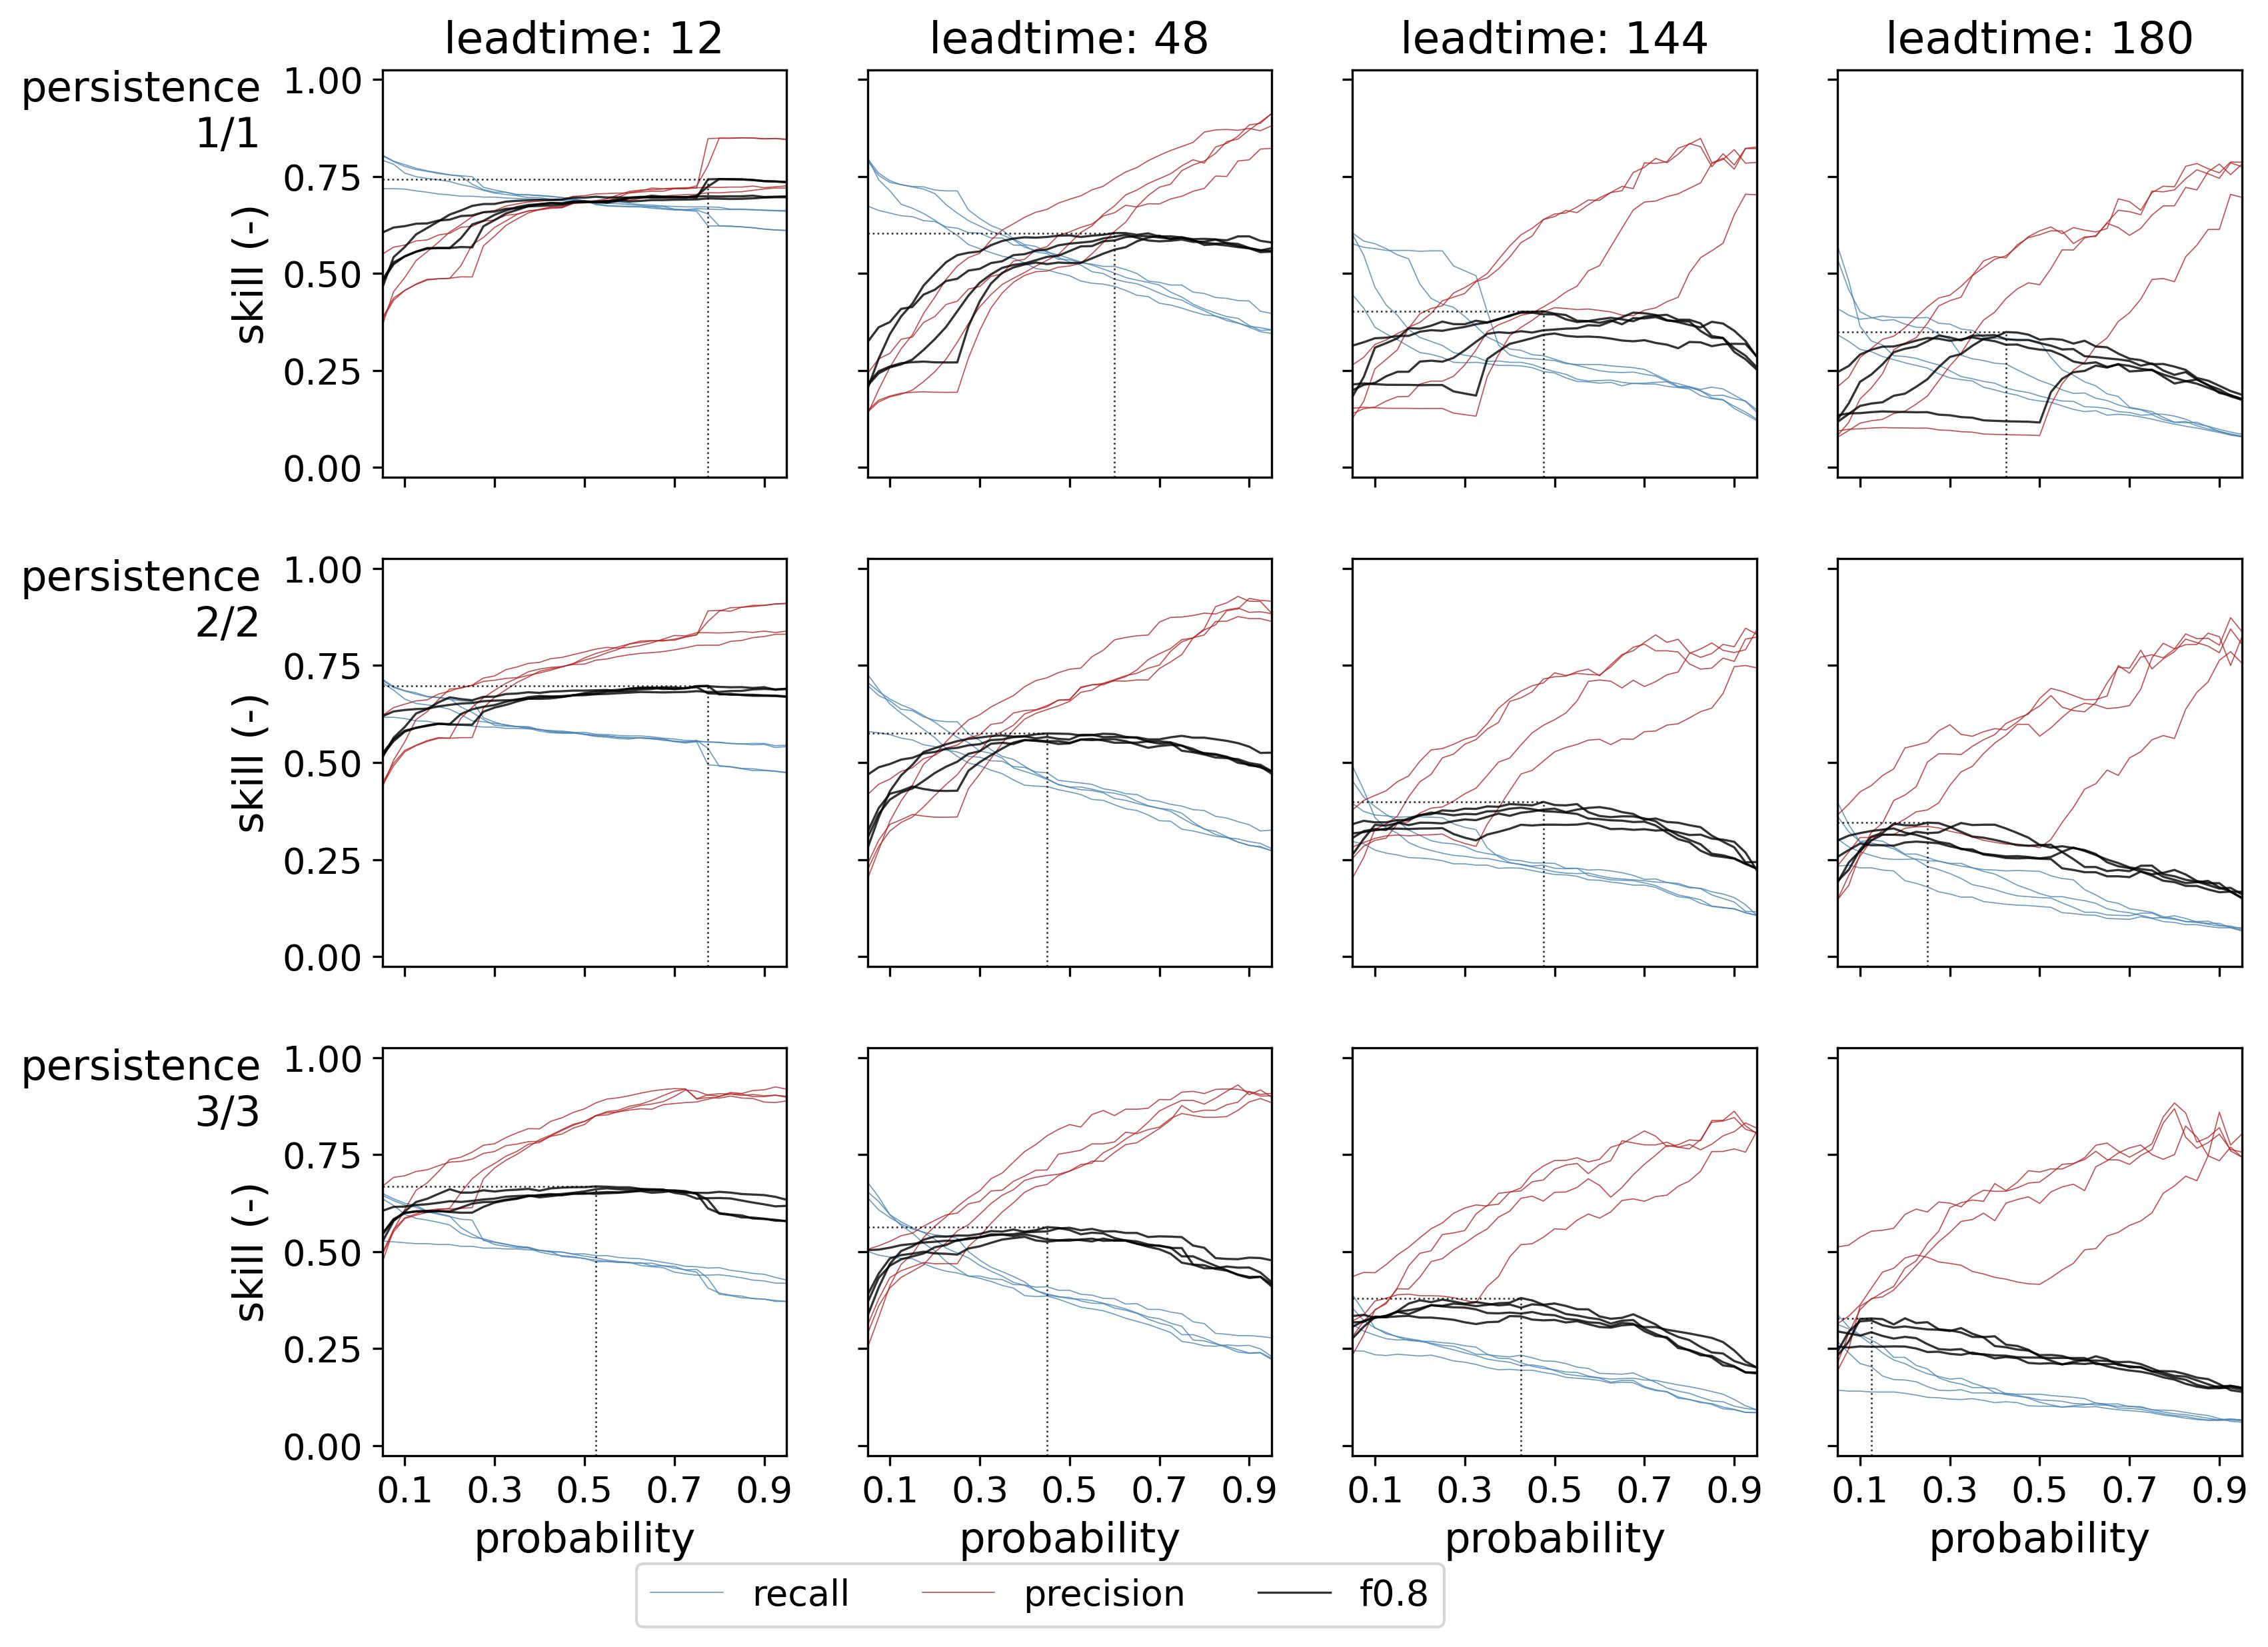 leadtime: 12 leadtime: 48 leadtime: 144 leadtime: 180
persistence
1/1
1.00
0.75
0.50
0.25
0.00
skill (-)
persistence
2/2
1.00
0.75
0.50
0.25
0.00
skill (-)
persistence
3/3
1.00
0.75
0.50
0.25
0.00
skill (-)
0.1 0.3 0.5 0.7 0.9 0.1 0.3 0.5 0.7 0.9 0.1 0.3 0.5 0.7 0.9 0.1 0.3 0.5 0.7 0.9
probability probability probability probability
recall precision f0.8